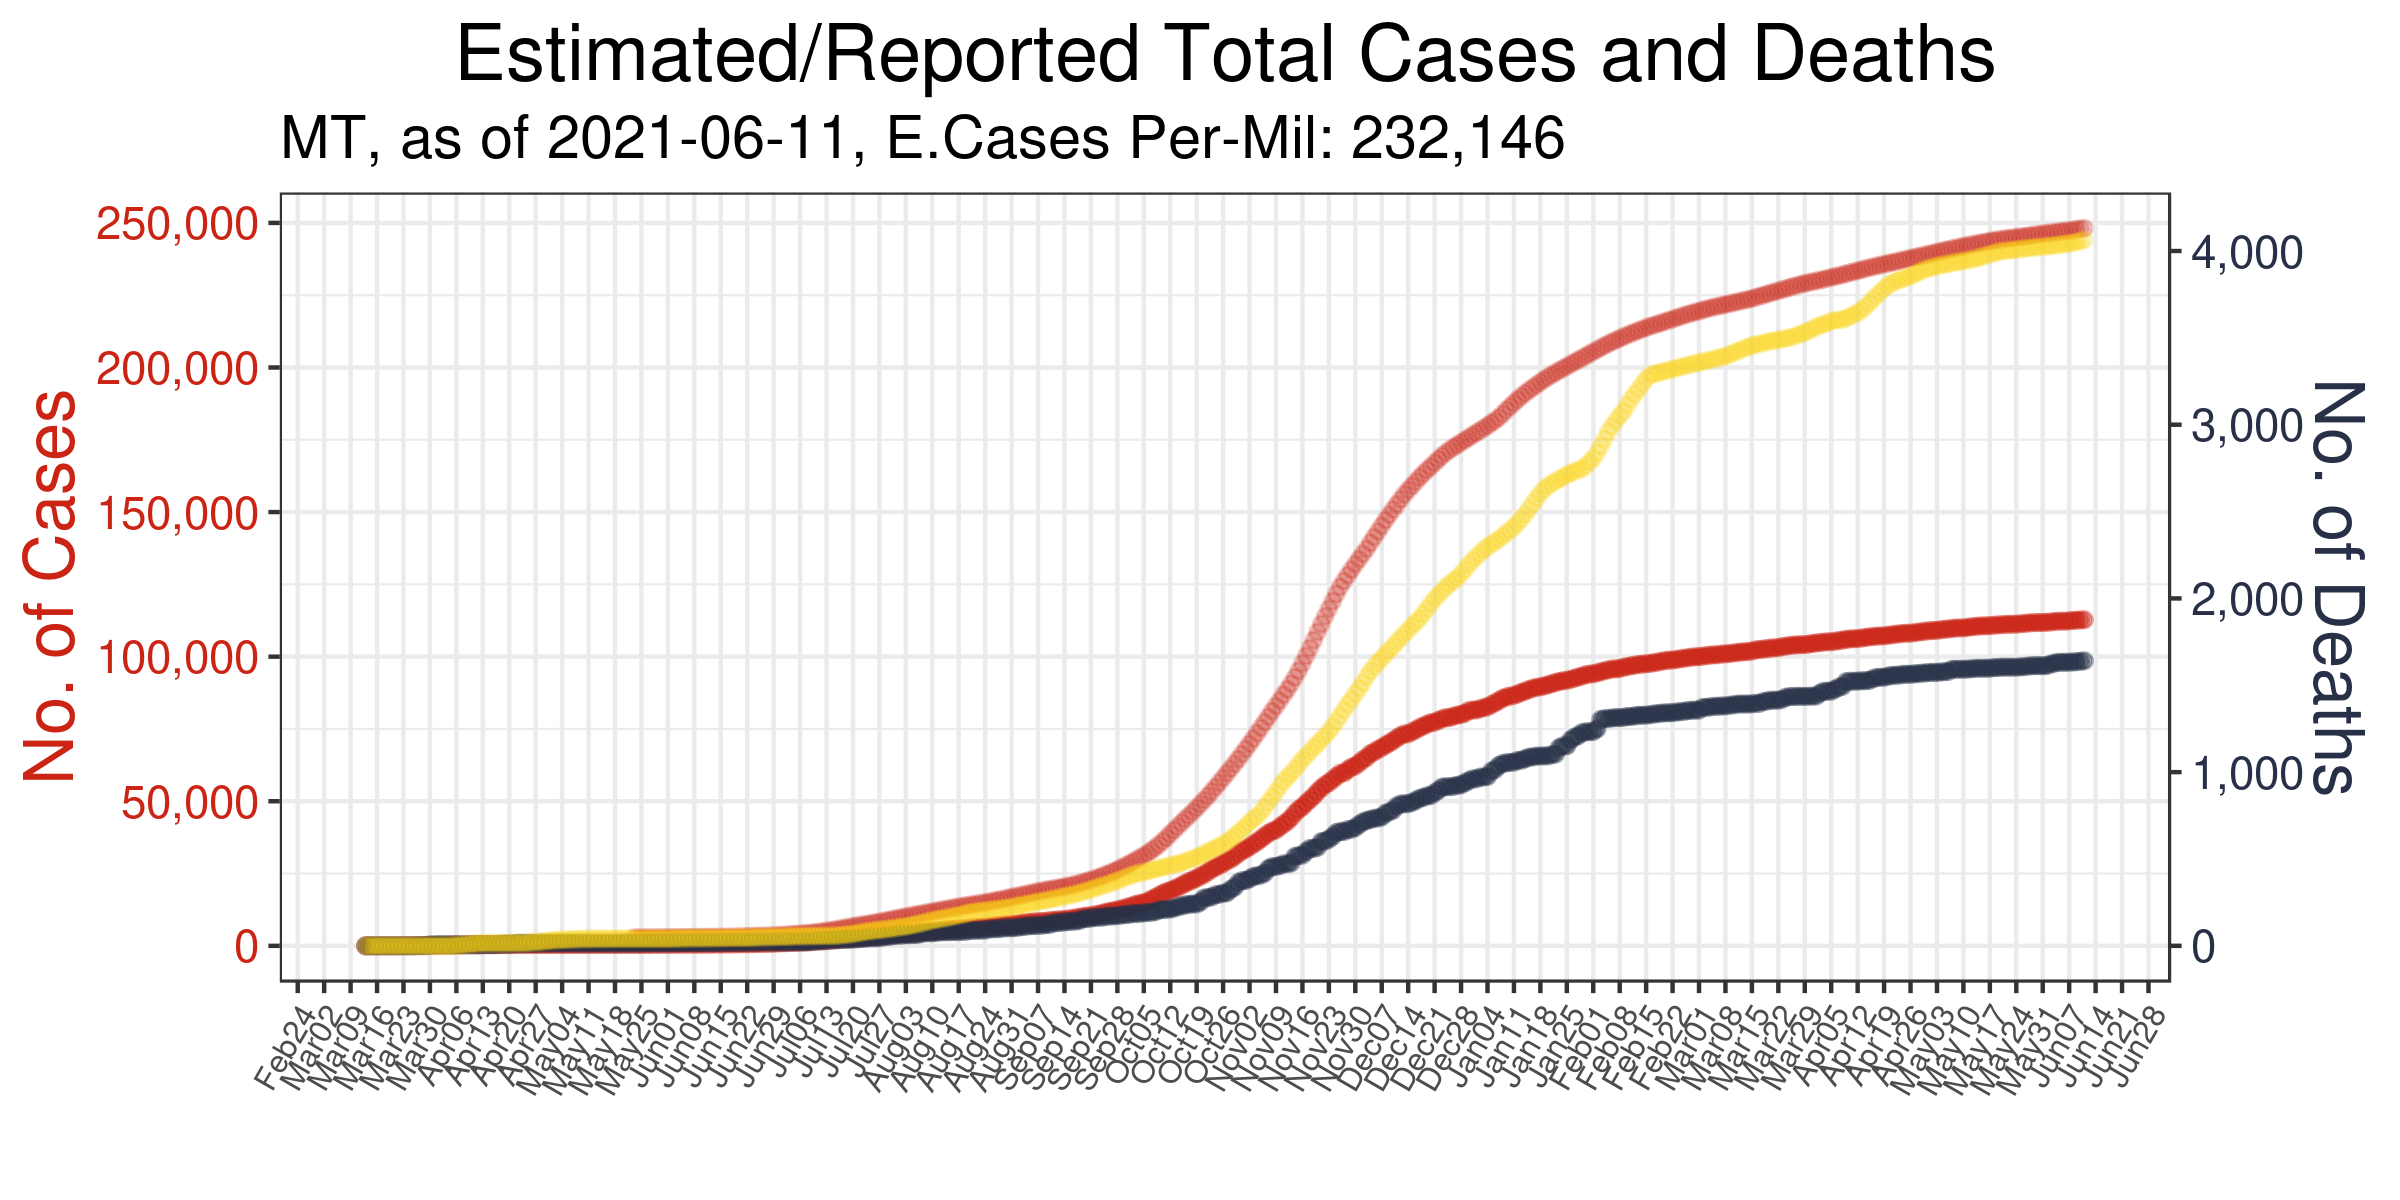 Estimated/Reported Total Cases and Deaths
MT, as of 2021-06-11, E.Cases Per-Mil: 232,146
No. of Cases
250,000
200,000
150,000
100,000
50,000
0
4,000
3,000
2,000
1,000
0
No. of Deaths
Feb24 Mar02 Mar09 Mar16 Mar23 Mar30 Apr06 Apr13 Apr20 Apr27 May04 May11 May18 May25 Jun01 Jun08 Jun15 Jun22 Jun29 Jul06 Jul13 Jul20 Jul27 Aug03 Aug10 Aug17 Aug24 Aug31 Sep07 Sep14 Sep21 Sep28 Oct05 Oct12 Oct19 Oct26 Nov02 Nov09 Nov16 Nov23 Nov30 Dec07 Dec14 Dec21 Dec28 Jan04 Jan11 Jan18 Jan25 Feb01 Feb08 Feb15 Feb22 Mar01 Mar08 Mar15 Mar22 Mar29 Apr05 Apr12 Apr19 Apr26 May03 May10 May17 May24 May31 Jun07 Jun14 Jun21 Jun28